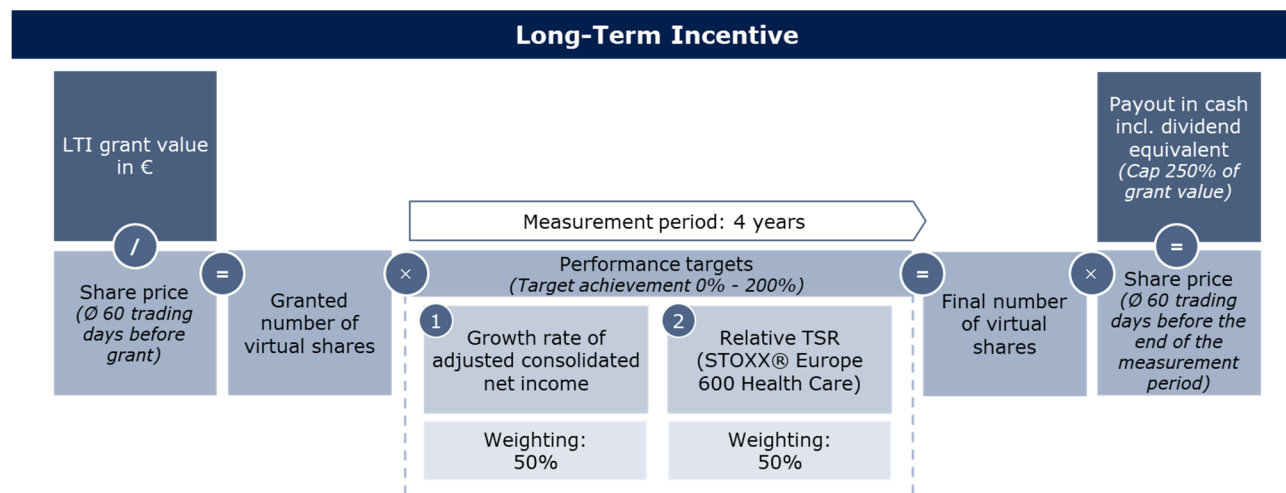 Long-Term Incentive
LTI grant value
in €
/
Share price
(Ø 60 trading
days before
grant)
=
Granted
number of
virtual shares
×
Measurement period: 4 years
Performance targets
(Target achievement 0% - 200%)
1
Growth rate of
adjusted consolidated
net income
Weighting:
50%
2
Relative TSR
(STOXX® Europe
600 Health Care)
Weighting:
50%
=
Final number
of virtual
shares
×
Share price
(Ø 60 trading
days before the
end of the
measurement
period)
=
Payout in cash
incl. dividend
equivalent
(Cap 250% of
grant value)